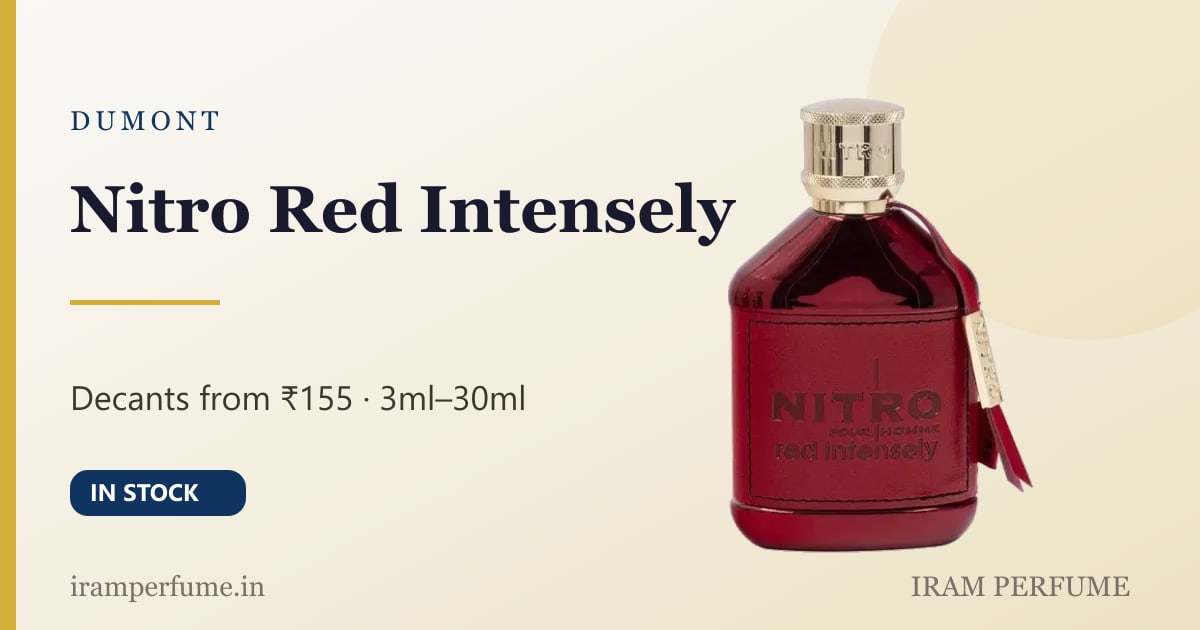 DUMONT
Nitro Red Intensely
Decants from ₹155 · 3ml–30ml
IN STOCK
iramperfume.in
NITRO
NITRO
NITRO
POUR HOMME
red intensely
IRAM PERFUME